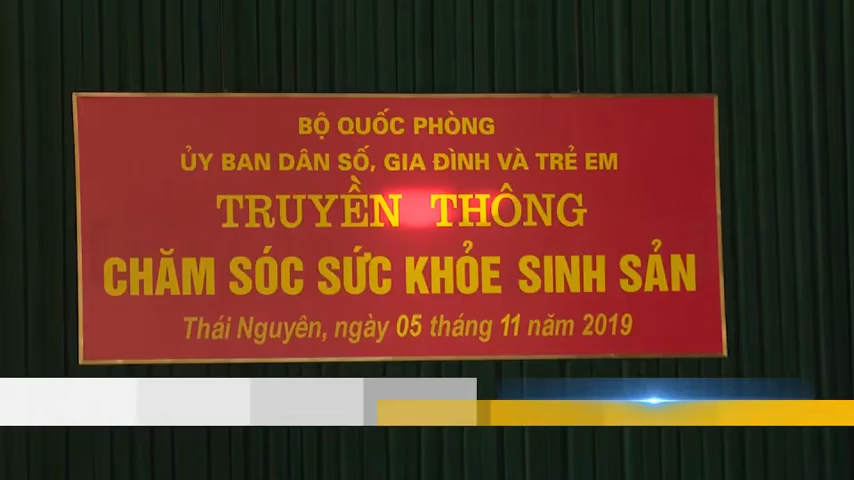 BỘ QUỐC PHÒNG
ỦY BAN DÂN SỐ, GIA ĐÌNH VÀ TRẺ EM
TRUYỀN THÔNG
CHĂM SÓC SỨC KHỎE SINH SẢN
Thái Nguyên, ngày 05 tháng 11 năm 2019